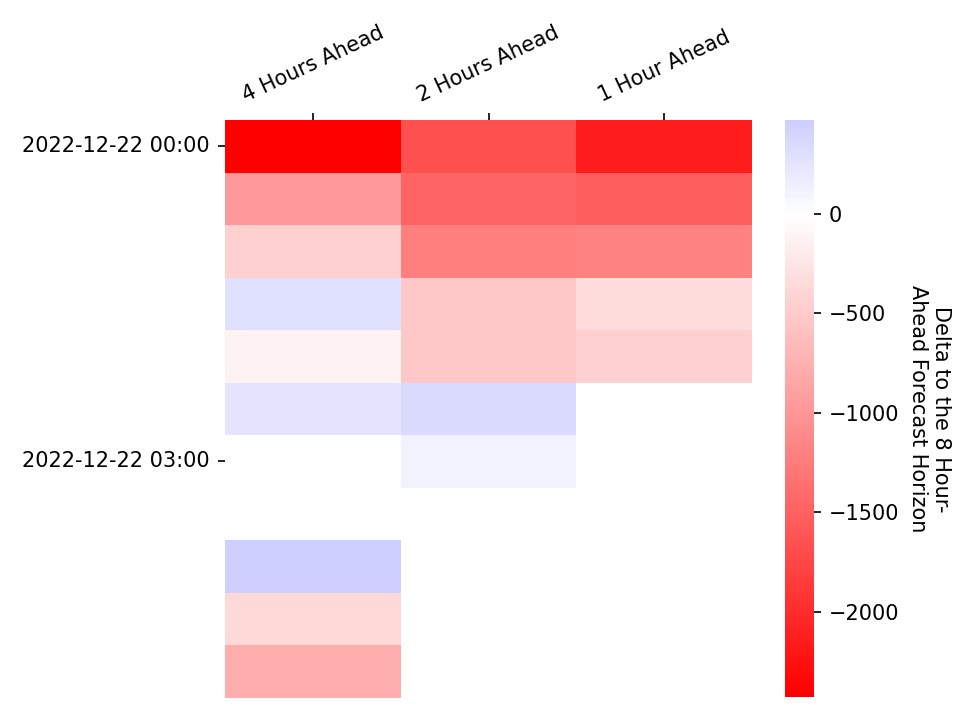 4 Hours Ahead
2 Hours Ahead
1 Hour Ahead
2022-12-22 00:00
2022-12-22 03:00
0
−500
−1000
−1500
−2000
Delta to the 8 Hour-
Ahead Forecast Horizon